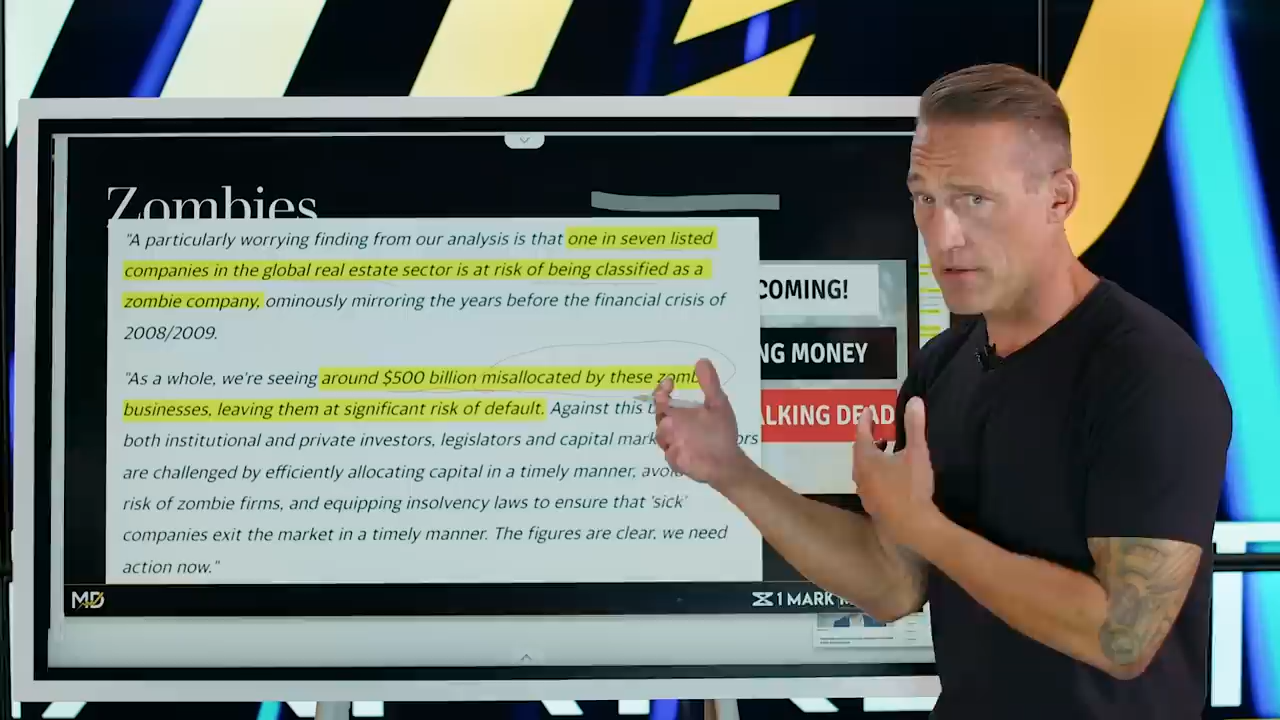 Zombies
"A particularly worrying finding from our analysis is that one in seven listed
companies in the global real estate sector is at risk of being classified as a
zombie company, ominously mirroring the years before the financial crisis of
2008/2009.
"As a whole, we're seeing around $500 billion misallocated by these
businesses, leaving them at significant risk of default. Against this
both institutional and private investors, legislators and capital
are challenged by efficiently allocating capital in a timely manner,
risk of zombie firms, and equipping insolvency laws to ensure that 'sick'
companies exit the market in a timely manner. The figures are clear, we need
action now."
COMING!
NG MONEY
ALKING DEAD
MD
1 MARK